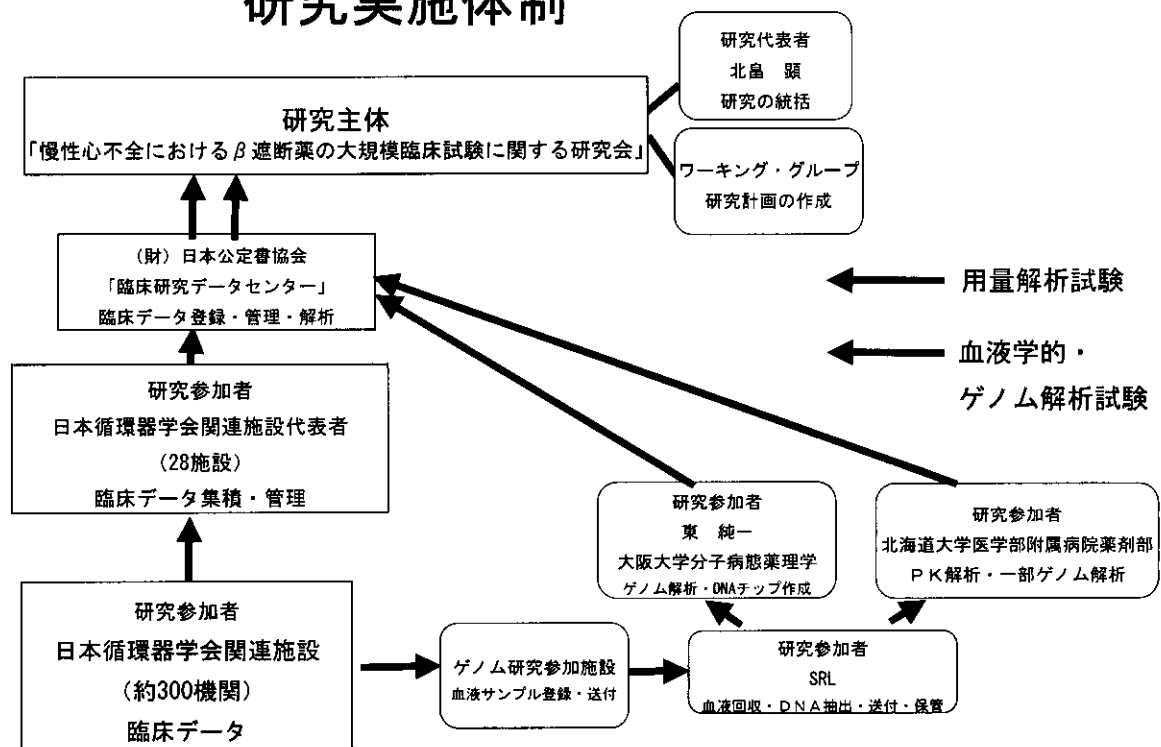 研究実施体制
研究代表者
北畠 顕
研究の統括
研究主体
「慢性心不全におけるβ遮断薬の大規模臨床試験に関する研究会」
ワーキング・グループ
研究計画の作成
(財)日本公定書協会
「臨床研究データセンター」
臨床データ登録・管理・解析
用量解析試験
血液学的・
ゲノム解析試験
研究参加者
日本循環器学会関連施設代表者
(28施設)
臨床データ集積・管理
研究参加者
東 純一
大阪大学分子病態薬理学
ゲノム解析・DNAチップ作成
研究参加者
北海道大学医学部附属病院薬剤部
PK解析・一部ゲノム解析
研究参加者
日本循環器学会関連施設
(約300機関)
臨床データ
ゲノム研究参加施設
血液サンプル登録・送付
研究参加者
SRL
血液回収・DNA抽出・送付・保管